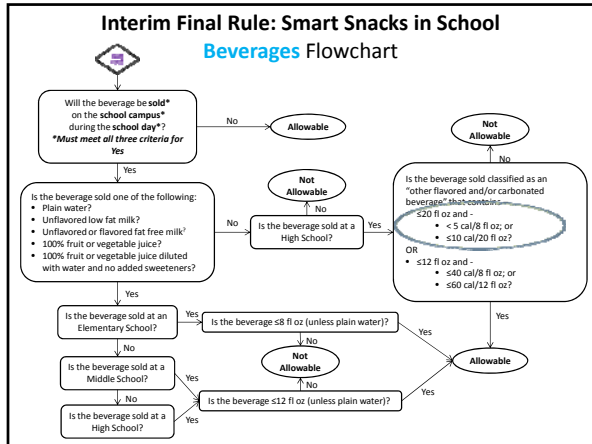 Interim Final Rule: Smart Snacks in School
Beverages Flowchart
Will the beverage be sold*
on the school campus*
during the school day*?
*Must meet all three criteria for
Yes
No
Allowable
Yes
Is the beverage sold one of the following:
• Plain water?
• Unflavored low fat milk?
• Unflavored or flavored fat free milk?
• 100% fruit or vegetable juice?
• 100% fruit or vegetable juice diluted
with water and no added sweeteners?
No
Not
Allowable
No
Is the beverage sold at a
High School?
Yes
Not
Allowable
No
Is the beverage sold classified as an
“other flavored and/or carbonated
beverage” that contains
≤20 fl oz and -
• < 5 cal/8 fl oz; or
• ≤10 cal/20 fl oz?
OR
• ≤12 fl oz and -
• ≤40 cal/8 fl oz; or
• ≤60 cal/12 fl oz?
Yes
Yes
Is the beverage sold at
an Elementary School?
Yes
Is the beverage ≤8 fl oz (unless plain water)?
Yes
No
No
Not
Allowable
Allowable
Is the beverage sold at a
Middle School?
Yes
No
No
Is the beverage ≤12 fl oz (unless plain water)?
Yes
Is the beverage sold at a
High School?
Yes